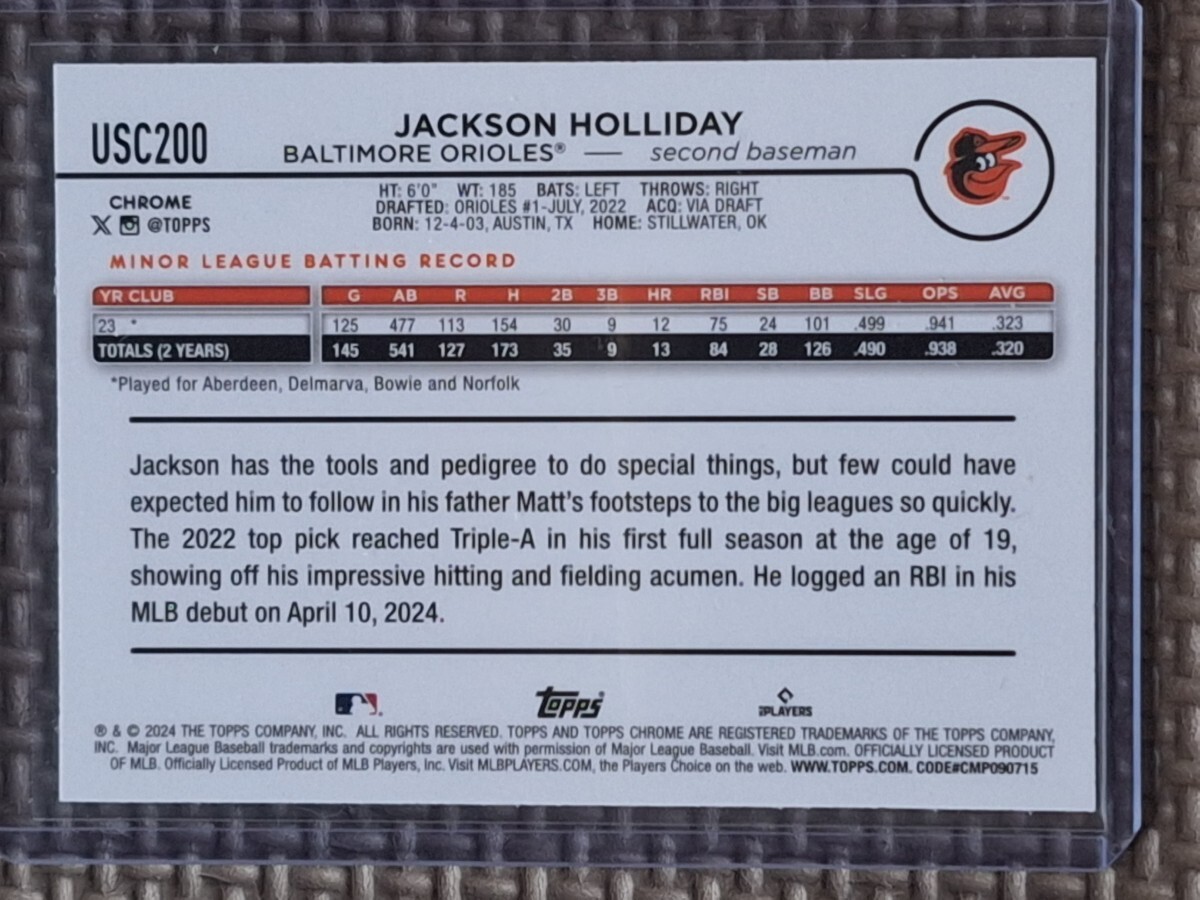 USC200
JACKSON HOLLIDAY
BALTIMORE ORIOLES® — second baseman
CHROME
@TOPPS
HT: 6'0" WT: 185 BATS: LEFT THROWS: RIGHT
DRAFTED: ORIOLES #1-JULY, 2022 ACQ: VIA DRAFT
BORN: 12-4-03, AUSTIN, TX HOME: STILLWATER, OK
MINOR LEAGUE BATTING RECORD
YR CLUB G AB R H 2B 3B HR RBI SB BB SLG OPS AVG
23 * 125 477 113 154 30 9 12 75 24 101 .499 .941 .323
TOTALS (2 YEARS) 145 541 127 173 35 9 13 84 28 126 .490 .938 .320
*Played for Aberdeen, Delmarva, Bowie and Norfolk
Jackson has the tools and pedigree to do special things, but few could have
expected him to follow in his father Matt's footsteps to the big leagues so quickly.
The 2022 top pick reached Triple-A in his first full season at the age of 19,
showing off his impressive hitting and fielding acumen. He logged an RBI in his
MLB debut on April 10, 2024.
Topps
PLAYERS
® & © 2024 THE TOPPS COMPANY, INC. ALL RIGHTS RESERVED. TOPPS AND TOPPS CHROME ARE REGISTERED TRADEMARKS OF THE TOPPS COMPANY,
INC. Major League Baseball trademarks and copyrights are used with permission of Major League Baseball. Visit MLB.com. OFFICIALLY LICENSED PRODUCT
OF MLB. Officially Licensed Product of MLB Players, Inc. Visit MLBPLAYERS.COM, the Players Choice on the web. WWW.TOPPS.COM. CODE#CMP090715